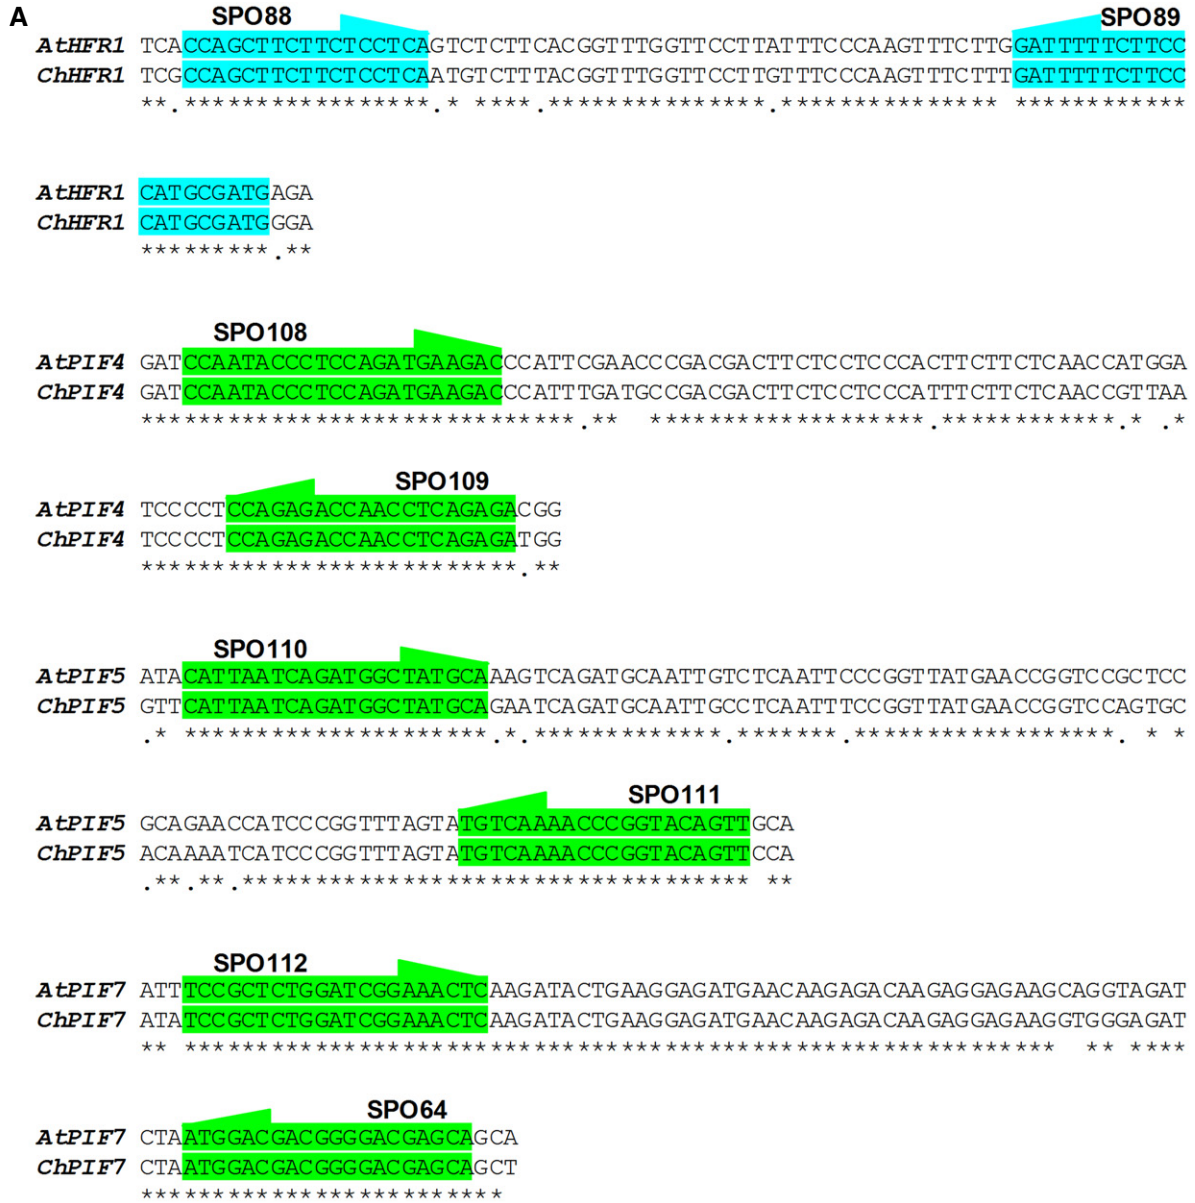 A
SPO88 SPO89
AtHFR1 TCACCAGCTTCTTCTCCTCAGTCTCTTCACGGTTTGGTTCCTTATTTCCCAAGTTTCTTGGATTTTTCTTCC
ChHFR1 TCGCCAGCTTCTTCTCCTCAATGTCTTTACGGTTTGGTTCCTTGTTTCCCAAGTTTCTTTGATTTTTCTTCC
**.*****************.* ****.***************.*************** ************
AtHFR1 CATGCGATGAGA
ChHFR1 CATGCGATGGGA
*********.**
SPO108
AtPIF4 GATCCAATACCCTCCAGATGAAGACCCATTCGAACCCGACGACTTCTCCTCCCACTTCTTCTCAACCATGGA
ChPIF4 GATCCAATACCCTCCAGATGAAGACCCATTTGATGCCGACGACTTCTCCTCCCATTTCTTCTCAACCGTTAA
******************************.**  *******************.************.* .*
SPO109
AtPIF4 TCCCCTCCAGAGACCAACCTCAGAGACGG
ChPIF4 TCCCCTCCAGAGACCAACCTCAGAGATGG
**************************.**
SPO110
AtPIF5 ATACATTAATCAGATGGCTATGCAAAGTCAGATGCAATTGTCTCAATTCCCGGTTATGAACCGGTCCGCTCC
ChPIF5 GTTCATTAATCAGATGGCTATGCAGAATCAGATGCAATTGCCTCAATTTCCGGTTATGAACCGGTCCAGTGC
.* *********************.*.*************.*******.******************. * *
SPO111
AtPIF5 GCAGAACCATCCCGGTTTAGTATGTCAAAACCCGGTACAGTTGCA
ChPIF5 ACAAAATCATCCCGGTTTAGTATGTCAAAACCCGGTACAGTTCCA
.**.**.*********************************** **
SPO112
AtPIF7 ATTTCCGCTCTGGATCGGAAACTCAAGATACTGAAGGAGATGAACAAGAGACAAGAGGAGAAGCAGGTAGAT
ChPIF7 ATATCCGCTCTGGATCGGAAACTCAAGATACTGAAGGAGATGAACAAGAGACAAGAGGAGAAGGTGGGAGAT
** ************************************************************  ** ****
SPO64
AtPIF7 CTAATGGACGACGGGGACGAGCAGCA
ChPIF7 CTAATGGACGACGGGGACGAGCAGCT
*************************